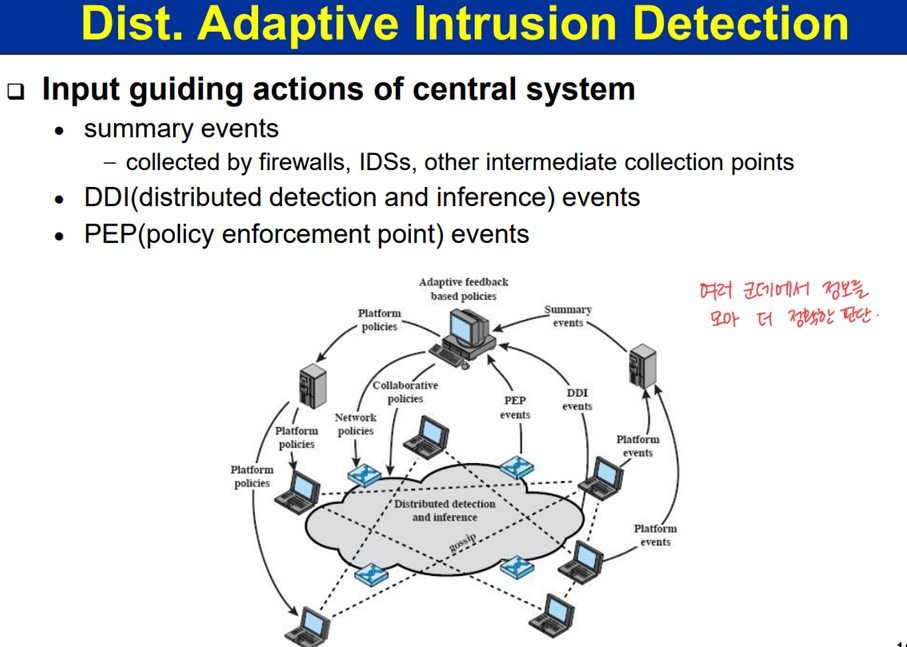 Dist. Adaptive Intrusion Detection
Input guiding actions of central system
summary events
– collected by firewalls, IDSs, other intermediate collection points
DDI(distributed detection and inference) events
PEP(policy enforcement point) events
여러 군데에서 정보를
모아 더 정확한 판단.
Adaptive feedback
based policies
Platform
policies
Summary
events
Collaborative
policies
Network
policies
PEP
events
DDI
events
Platform
policies
Platform
events
Platform
policies
Distributed detection
and inference
gossip
Platform
events